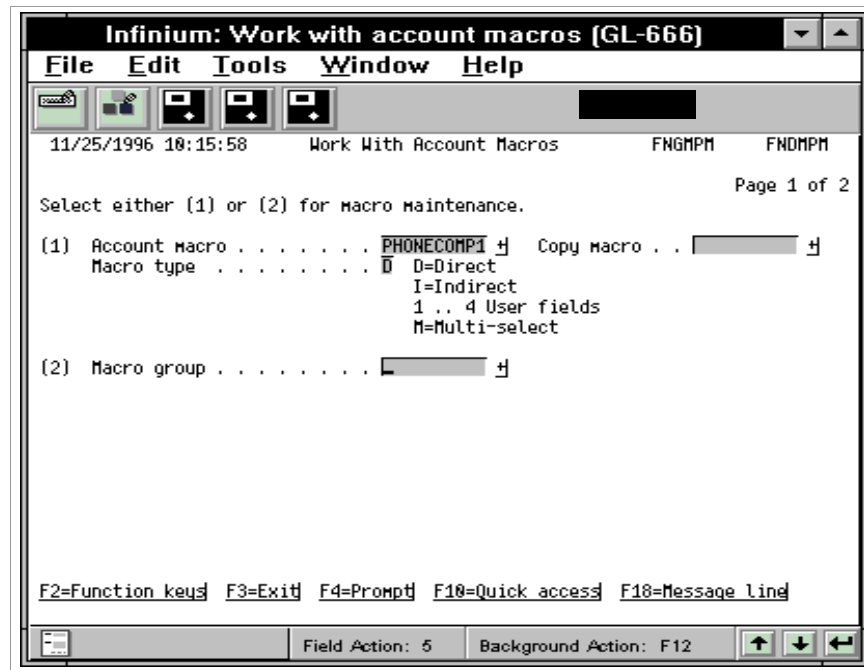 Infinium: Work with account macros (GL-666)
File Edit Tools Window Help
11/25/1996 10:15:58 Work With Account Macros FNGMPM FNDMPM
Page 1 of 2
Select either (1) or (2) for macro maintenance.
(1) Account macro . . . . . . . PHONECOMP1 + Copy macro . . +
Macro type . . . . . . . . . D D=Direct
I=Indirect
1 .. 4 User fields
M=Multi-select
(2) Macro group . . . . . . . . +
F2=Function keys F3=Exit F4=Prompt F10=Quick access F18=Message line
Field Action: 5 Background Action: F12